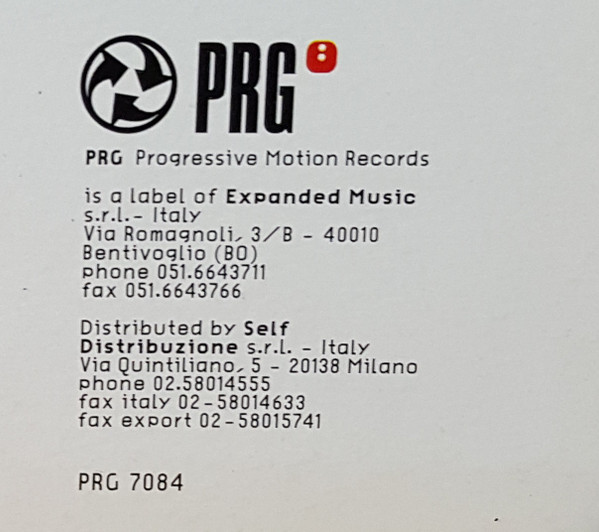 PRG 8
PRG Progressive Motion Records
is a label of Expanded Music
s.r.l.- Italy
Via Romagnoli, 3/B - 40010
Bentivoglio (BO)
phone 051.6643711
fax 051.6643766
Distributed by Self
Distribuzione s.r.l. - Italy
Via Quintiliano, 5 - 20138 Milano
phone 02.58014555
fax italy 02-58014633
fax export 02-58015741
PRG 7084